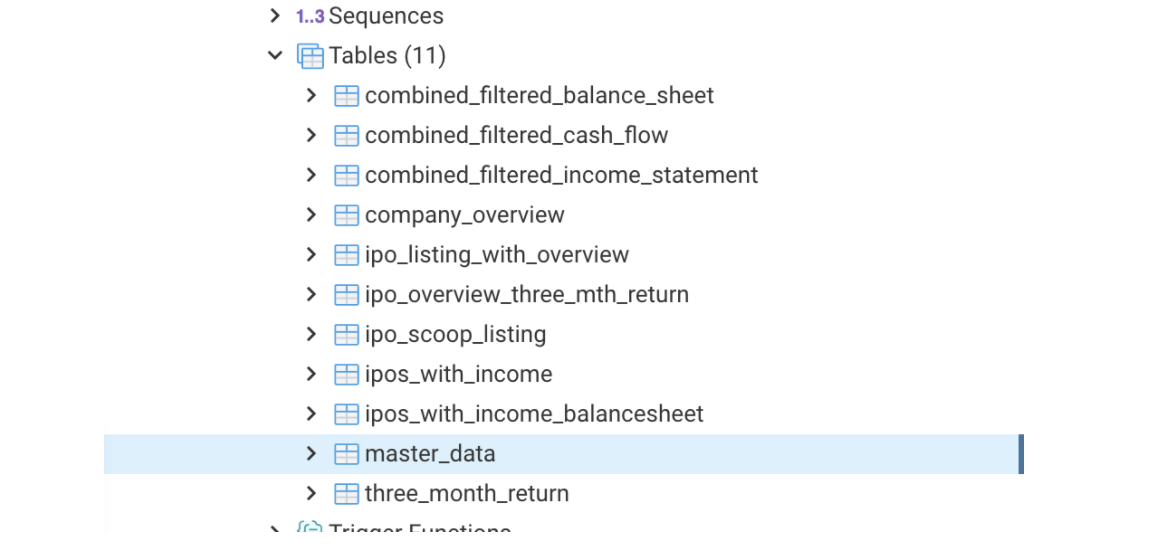 1..3 Sequences
Tables (11)
combined_filtered_balance_sheet
combined_filtered_cash_flow
combined_filtered_income_statement
company_overview
ipo_listing_with_overview
ipo_overview_three_mth_return
ipo_scoop_listing
ipos_with_income
ipos_with_income_balancesheet
master_data
three_month_return
Trigger Functions